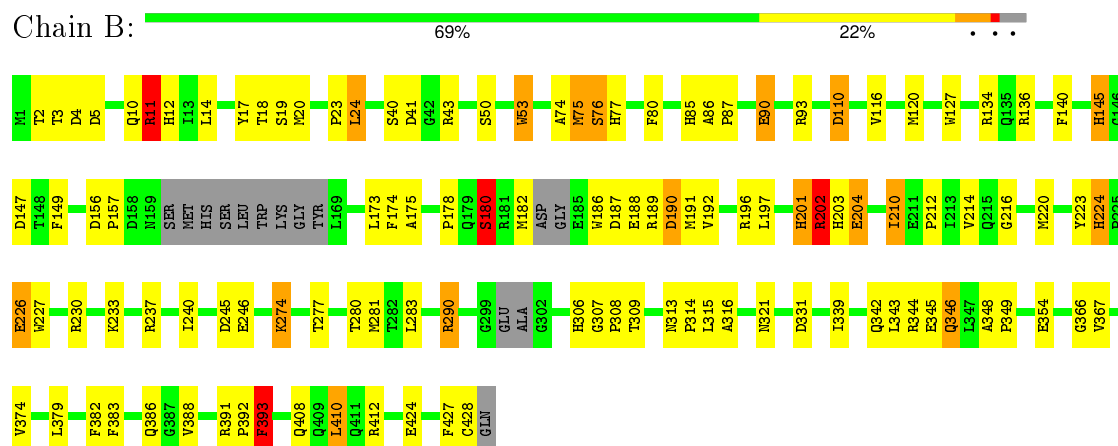 Chain B:
69% 22% • • •
M1 T2 T3 D4 D5 Q10 R11 H12 I13 L14 Y17 T18 S19 M20 P23 L24 S40 D41 G42 R43 S50 W53 A74 M75 S76 H77 F80 H85 A86 P87 E90 R93 D110 V116 M120 W127 R134 Q135 R136 F140 H145 G146
D147 T148 F149 D156 P157 D158 N159 SER MET HIS SER LEU TRP LYS GLY TYR L169 L173 F174 A175 P178 Q179 S180 R181 M182 ASP GLY E185 W186 D187 E188 R189 D190 M191 V192 R196 L197 H201 R202 H203 E204 I210 E211 P212 I213 V214 Q215 G216 M220 Y223 H224 P225
E226 W227 R230 K233 R237 I240 D245 E246 K274 T277 T280 M281 T282 L283 R290 G299 GLU ALA G302 H306 G307 P308 T309 N313 P314 L315 A316 N321 D331 I339 Q342 L343 R344 E345 Q346 L347 A348 P349 E354 G366 V367
V374 L379 F382 F383 Q386 G387 V388 R391 P392 F393 Q408 Q409 L410 Q411 R412 E424 F427 C428 GLN